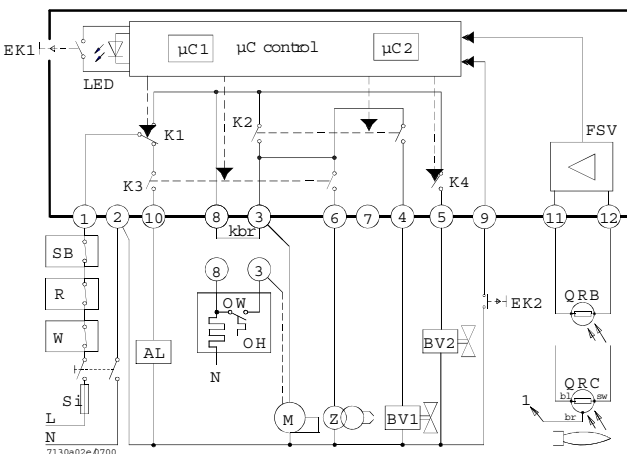 µC1 µC control µC2
EK1
LED
FSV
K1 K2
K3 K4
1 2 10 8 3 6 7 4 5 9 11 12
kbr
SB
8 3
R
OW
EK2
QRB
W
OH
AL
BV2
N
QRC
bl sw
br
1
Si
L
M Z BV1
N
7130a02e/0700